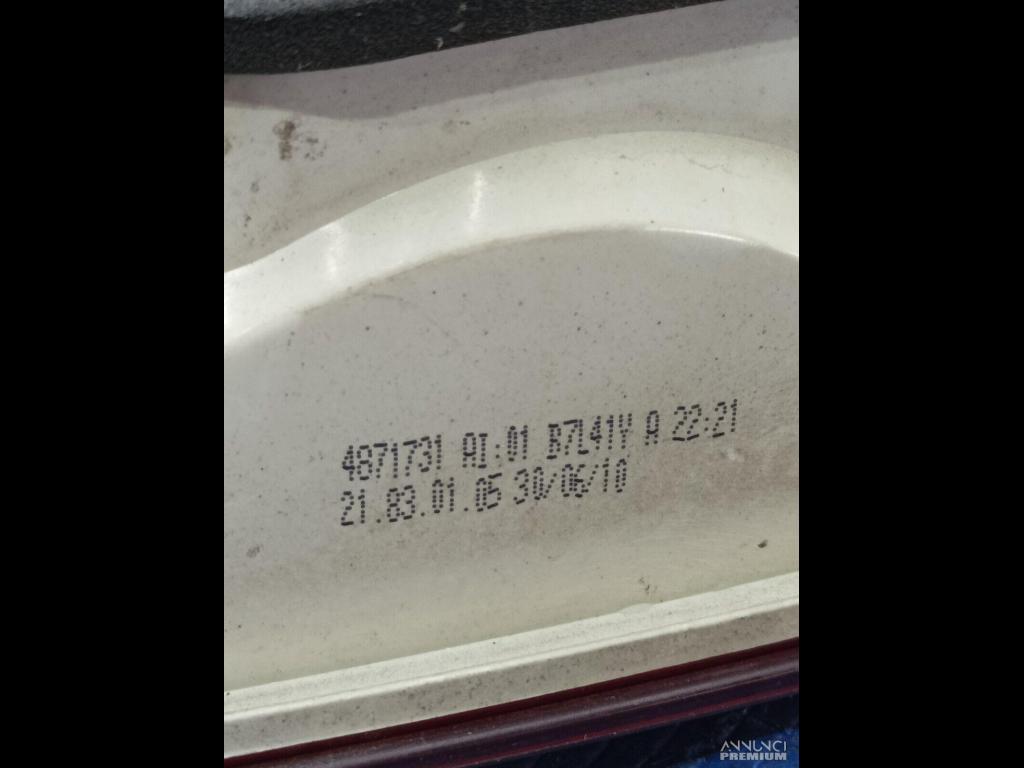 4871731 AI:01 B7L41Y A 22:21
21.83.01.05 30/06/10
ANNUNCI
PREMIUM